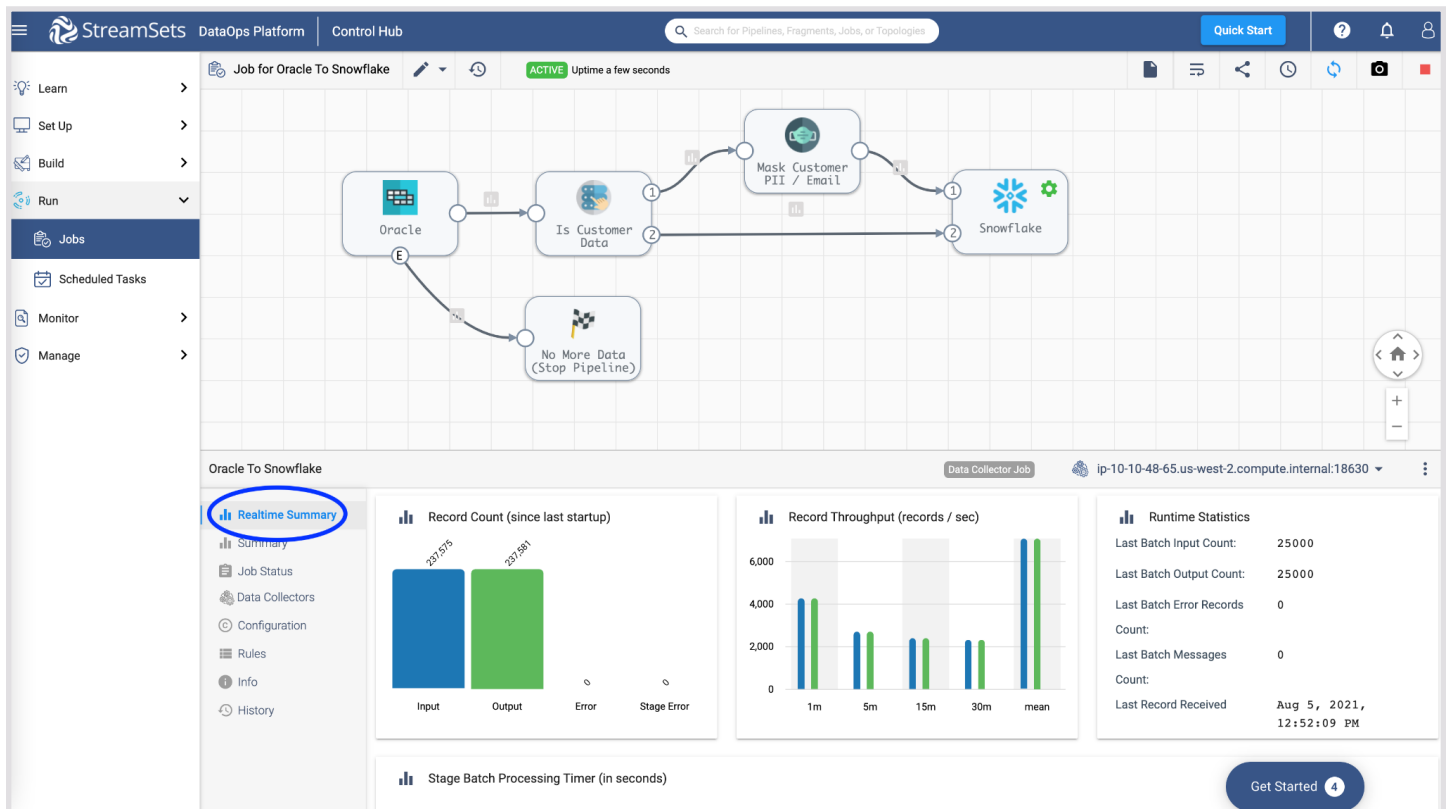 StreamSets DataOps Platform Control Hub
Search for Pipelines, Fragments, Jobs, or Topologies
Quick Start
Learn
Set Up
Build
Run
Jobs
Scheduled Tasks
Monitor
Manage
Job for Oracle To Snowflake
ACTIVE Uptime a few seconds
Oracle
E
Is Customer
Data
1
2
Mask Customer
PII / Email
1
2
Snowflake
No More Data
(Stop Pipeline)
Oracle To Snowflake
Data Collector Job
ip-10-10-48-65.us-west-2.compute.internal:18630
Realtime Summary
Summary
Job Status
Data Collectors
Configuration
Rules
Info
History
Record Count (since last startup)
237,575
237,581
0
0
Input Output Error Stage Error
Record Throughput (records / sec)
6,000
4,000
2,000
0
1m 5m 15m 30m mean
Runtime Statistics
Last Batch Input Count: 25000
Last Batch Output Count: 25000
Last Batch Error Records 0
Count:
Last Batch Messages 0
Count:
Last Record Received Aug 5, 2021,
12:52:09 PM
Stage Batch Processing Timer (in seconds)
Get Started 4